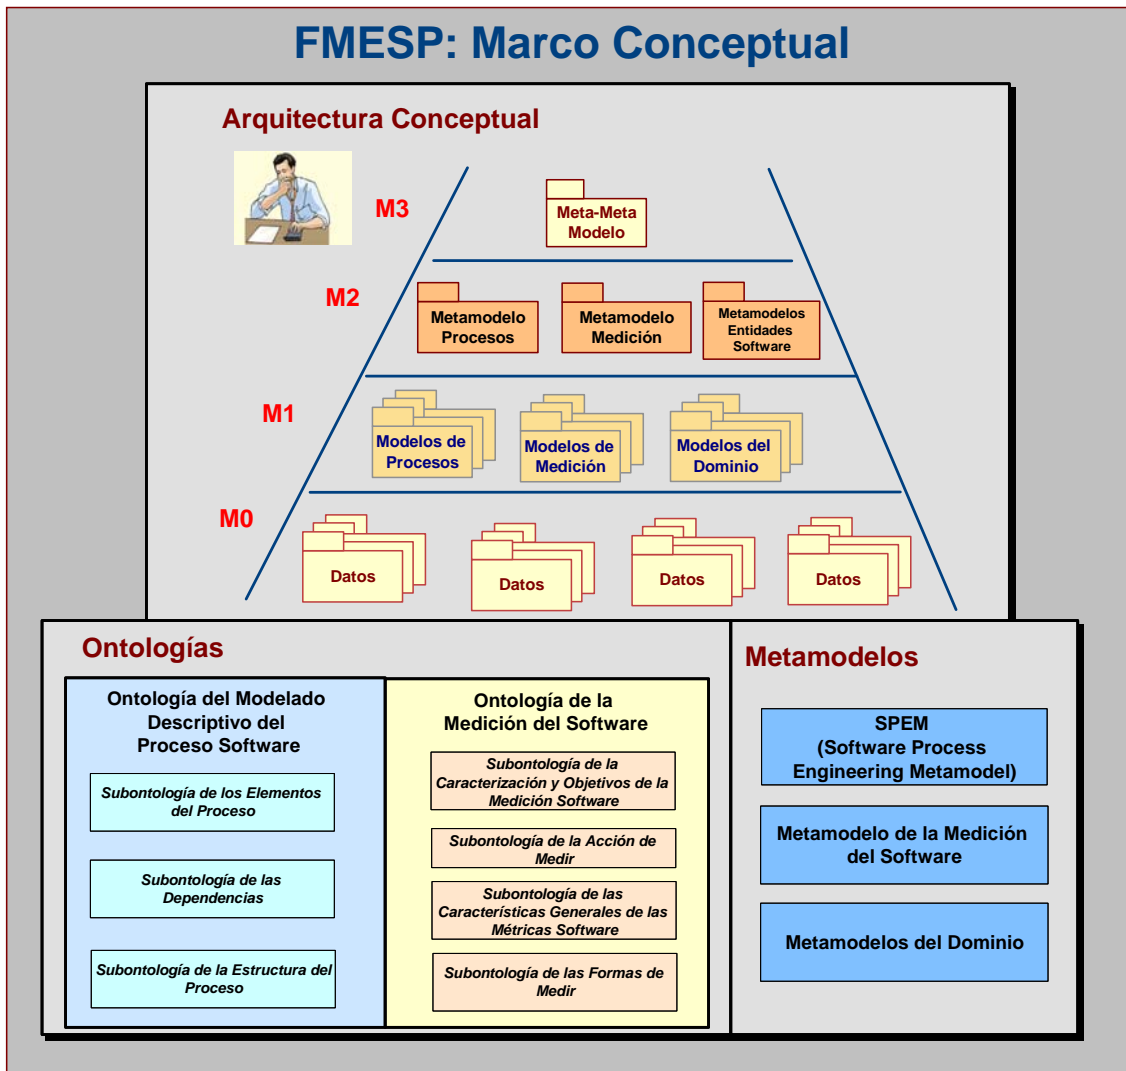 FMESP: Marco Conceptual
Arquitectura Conceptual
M3
Meta-Meta
Modelo
M2
Metamodelo
Procesos
Metamodelo
Medición
Metamodelos
Entidades
Software
M1
Modelos de
Procesos
Modelos de
Medición
Modelos del
Dominio
M0
Datos
Datos
Datos
Datos
Ontologías
Ontología del Modelado
Descriptivo del
Proceso Software
Subontología de los Elementos
del Proceso
Subontología de las
Dependencias
Subontología de la Estructura del
Proceso
Ontología de la
Medición del Software
Subontología de la
Caracterización y Objetivos de la
Medición Software
Subontología de la Acción de
Medir
Subontología de las
Características Generales de las
Métricas Software
Subontología de las Formas de
Medir
Metamodelos
SPEM
(Software Process
Engineering Metamodel)
Metamodelo de la Medición
del Software
Metamodelos del Dominio